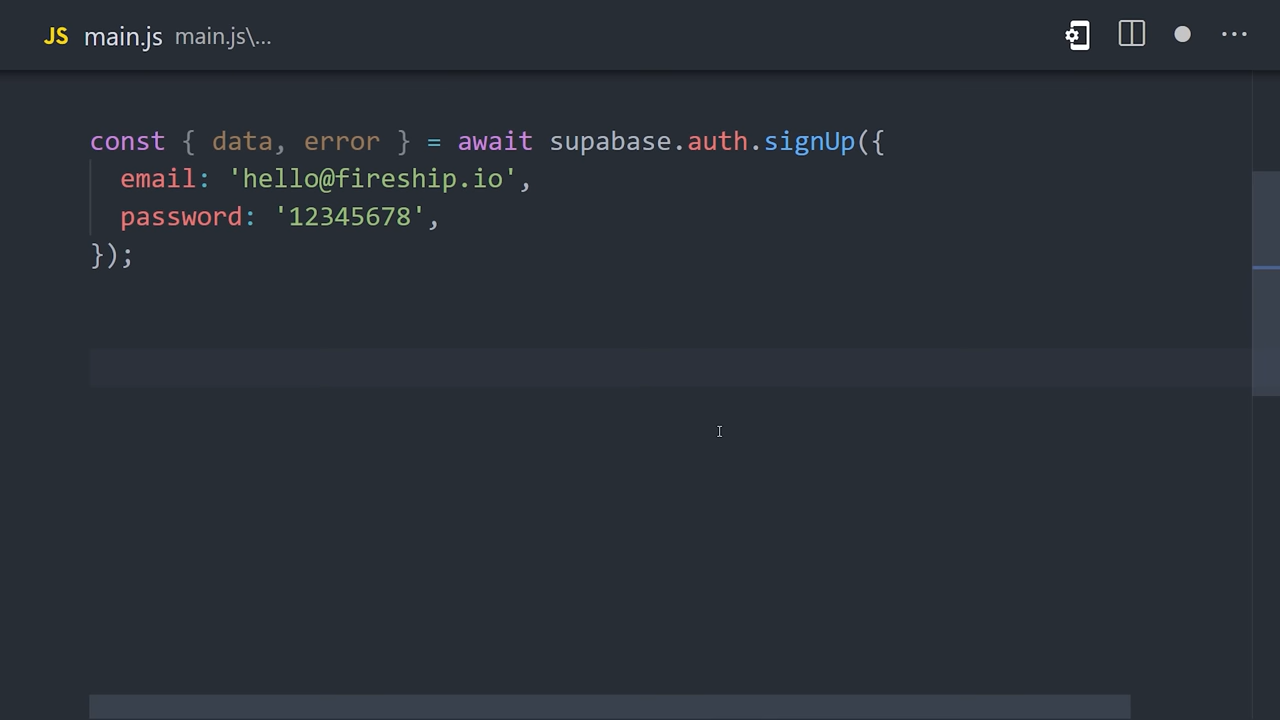 JS main.js main.js\...
const { data, error } = await supabase.auth.signUp({
  email: 'hello@fireship.io',
  password: '12345678',
});